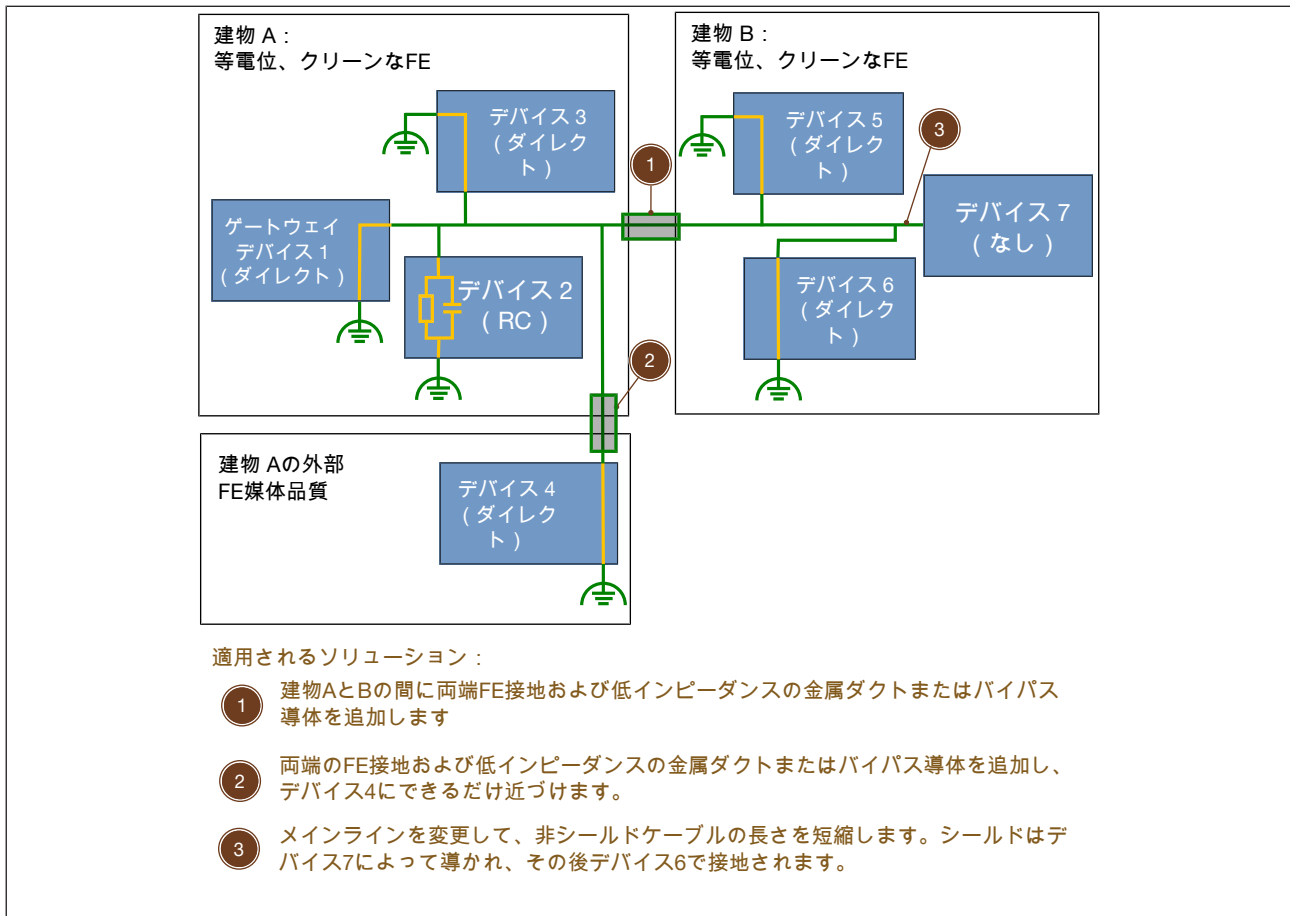 建物 A：
等電位、クリーンなFE
建物 B：
等電位、クリーンなFE
デバイス 3
（ダイレク
ト）
デバイス 5
（ダイレク
ト）
3
1
ゲートウェイ
デバイス 1
（ダイレクト）
デバイス 7
（なし）
デバイス 2
（RC）
デバイス 6
（ダイレク
ト）
2
建物 Aの外部
FE媒体品質
デバイス 4
（ダイレク
ト）
適用されるソリューション：
1 建物AとBの間に両端FE接地および低インピーダンスの金属ダクトまたはバイパス
導体を追加します
2 両端のFE接地および低インピーダンスの金属ダクトまたはバイパス導体を追加し、
デバイス4にできるだけ近づけます。
3 メインラインを変更して、非シールドケーブルの長さを短縮します。シールドはデ
バイス7によって導かれ、その後デバイス6で接地されます。